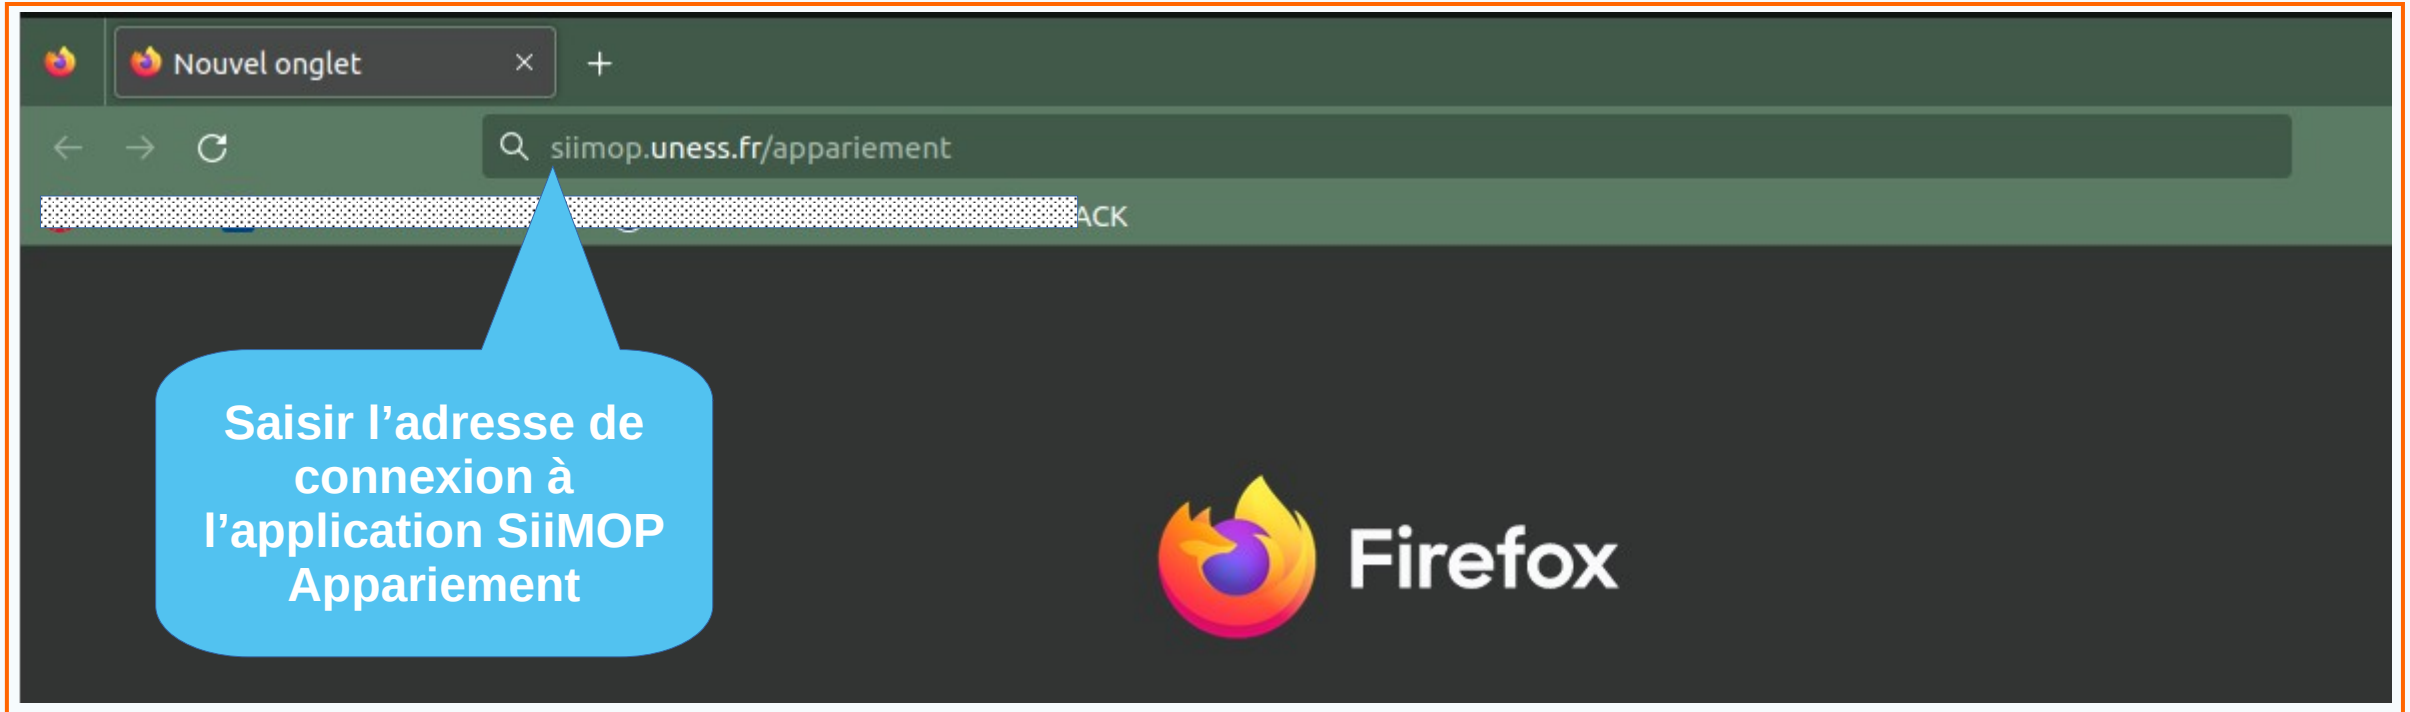 Nouvel onglet
siimop.uness.fr/appariement
ACK
Saisir l’adresse de
connexion à
l’application SiiMOP
Appariement
Firefox